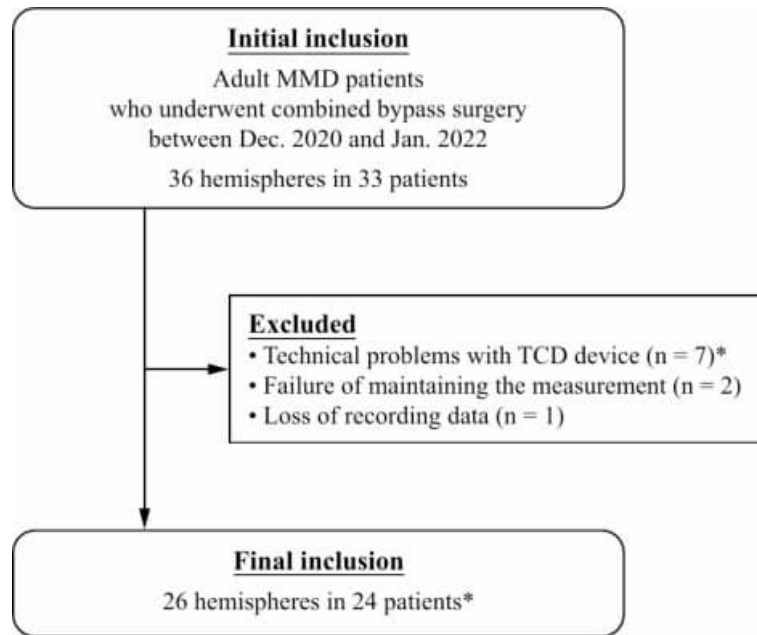 Initial inclusion
Adult MMD patients
who underwent combined bypass surgery
between Dec. 2020 and Jan. 2022
36 hemispheres in 33 patients
Excluded
• Technical problems with TCD device (n = 7)*
• Failure of maintaining the measurement (n = 2)
• Loss of recording data (n = 1)
Final inclusion
26 hemispheres in 24 patients*